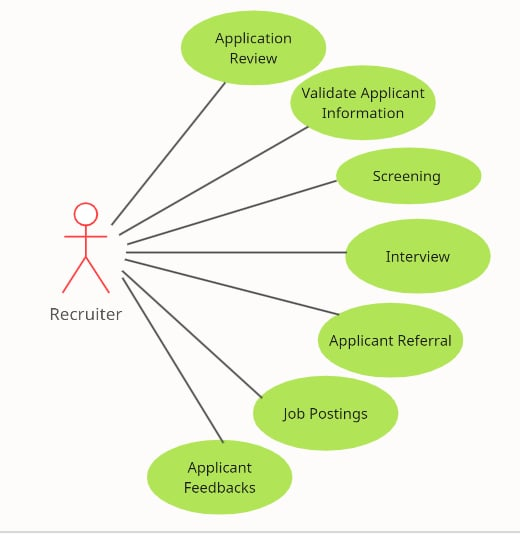 Application
Review
Validate Applicant
Information
Screening
Interview
Recruiter
Applicant Referral
Job Postings
Applicant
Feedbacks